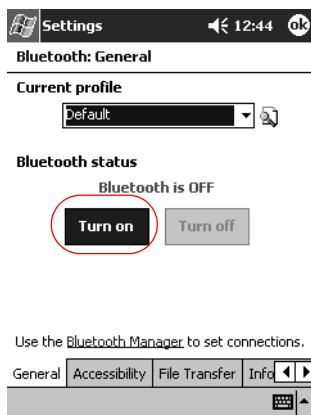 Settings 12:44 ok
Bluetooth: General
Current profile
Default
Bluetooth status
Bluetooth is OFF
Turn on Turn off
Use the Bluetooth Manager to set connections.
General Accessibility File Transfer Info